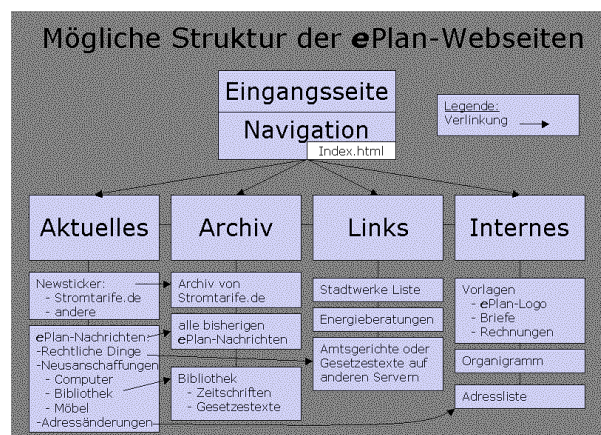 Mögliche Struktur der ePlan-Webseiten
Eingangsseite
Navigation
Index.html
Legende:
Verlinkung
Aktuelles
Archiv
Links
Internes
Newsticker:
- Stromtarife.de
- andere
ePlan-Nachrichten:
-Rechtliche Dinge
-Neusanschaffungen
- Computer
- Bibliothek
- Möbel
-Adressänderungen
Archiv von
Stromtarife.de
alle bisherigen
ePlan-Nachrichten
Bibliothek
- Zeitschriften
- Gesetzestexte
Stadtwerke Liste
Energieberatungen
Amtsgerichte oder
Gesetzestexte auf
anderen Servern
Vorlagen
- ePlan-Logo
- Briefe
- Rechnungen
Organigramm
Adressliste